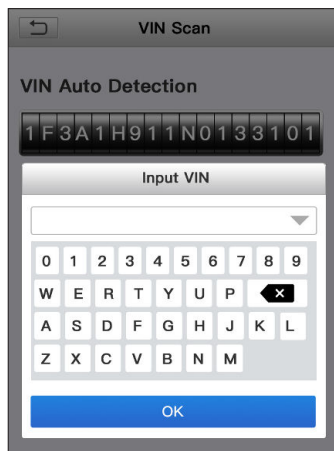 VIN Scan
VIN Auto Detection
1F3A1H911N0133101
Input VIN
0 1 2 3 4 5 6 7 8 9
W E R T Y U P
A S D F G H J K L
Z X C V B N M
OK